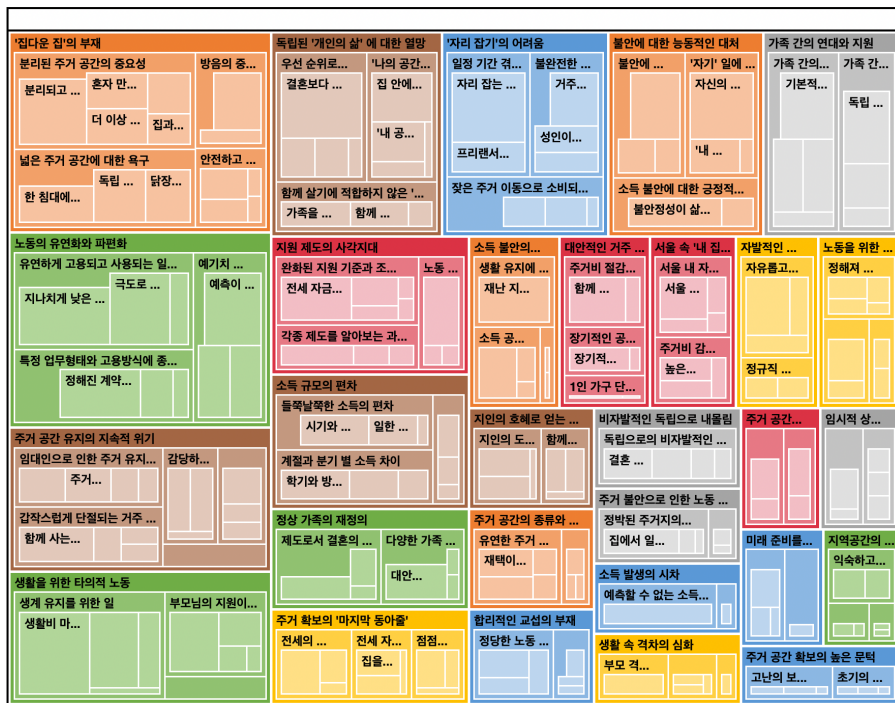 '집다운 집'의 부재
분리된 주거 공간의 중요성
분리되고 ...
혼자 만...
더 이상 ...
집과...
방음의 중...
넓은 주거 공간에 대한 욕구
한 침대에...
독립 ...
닭장...
안전하고 ...
독립된 '개인의 삶' 에 대한 열망
우선 순위로...
결혼보다 ...
'나의 공간...
집 안에...
'내 공...
함께 살기에 적합하지 않은 '...
가족을 ...
함께 ...
'자리 잡기'의 어려움
일정 기간 겪...
자리 잡는 ...
프리랜서...
불완전한 ...
거주...
성인이...
잦은 주거 이동으로 소비되...
불안에 대한 능동적인 대처
불안에 ...
'자기' 일에 ...
자신의 ...
'내 ...
소득 불안에 대한 긍정적...
불안정성이 삶...
가족 간의 연대와 지원
가족 간의...
기본적...
가족 간...
독립 ...
노동의 유연화와 파편화
유연하게 고용되고 사용되는 일...
지나치게 낮은 ...
극도로 ...
예기치 ...
예측이 ...
특정 업무형태와 고용방식에 종...
정해진 계약...
지원 제도의 사각지대
완화된 지원 기준과 조...
전세 자금...
노동 ...
각종 제도를 알아보는 과...
소득 불안의...
생활 유지에 ...
재난 지...
소득 공...
대안적인 거주 ...
주거비 절감...
함께 ...
장기적인 공...
장기적...
1인 가구 단...
서울 속 '내 집...
서울 내 자...
서울 ...
주거비 감...
높은...
자발적인 ...
자유롭고...
정규직 ...
노동을 위한 ...
정해져 ...
소득 규모의 편차
들쭉날쭉한 소득의 편차
시기와 ...
일한 ...
계절과 분기 별 소득 차이
학기와 방...
지인의 호혜로 얻는 ...
지인의 도...
함께...
비자발적인 독립으로 내몰림
독립으로의 비자발적인 ...
결혼 ...
주거 공간...
임시적 상...
주거 공간 유지의 지속적 위기
임대인으로 인한 주거 유지...
주거...
감당하...
갑작스럽게 단절되는 거주 ...
함께 사는...
주거 불안으로 인한 노동 ...
정박된 주거지의...
집에서 일...
정상 가족의 재정의
제도로서 결혼의 ...
다양한 가족 ...
대안...
주거 공간의 종류와 ...
유연한 주거 ...
재택이...
미래 준비를...
지역공간의 ...
익숙하고...
소득 발생의 시차
예측할 수 없는 소득...
생활을 위한 타의적 노동
생계 유지를 위한 일
생활비 마...
부모님의 지원이...
주거 확보의 '마지막 동아줄'
전세의 ...
전세 자...
집을...
점점...
합리적인 교섭의 부재
정당한 노동 ...
생활 속 격차의 심화
부모 격...
주거 공간 확보의 높은 문턱
고난의 보...
초기의 ...